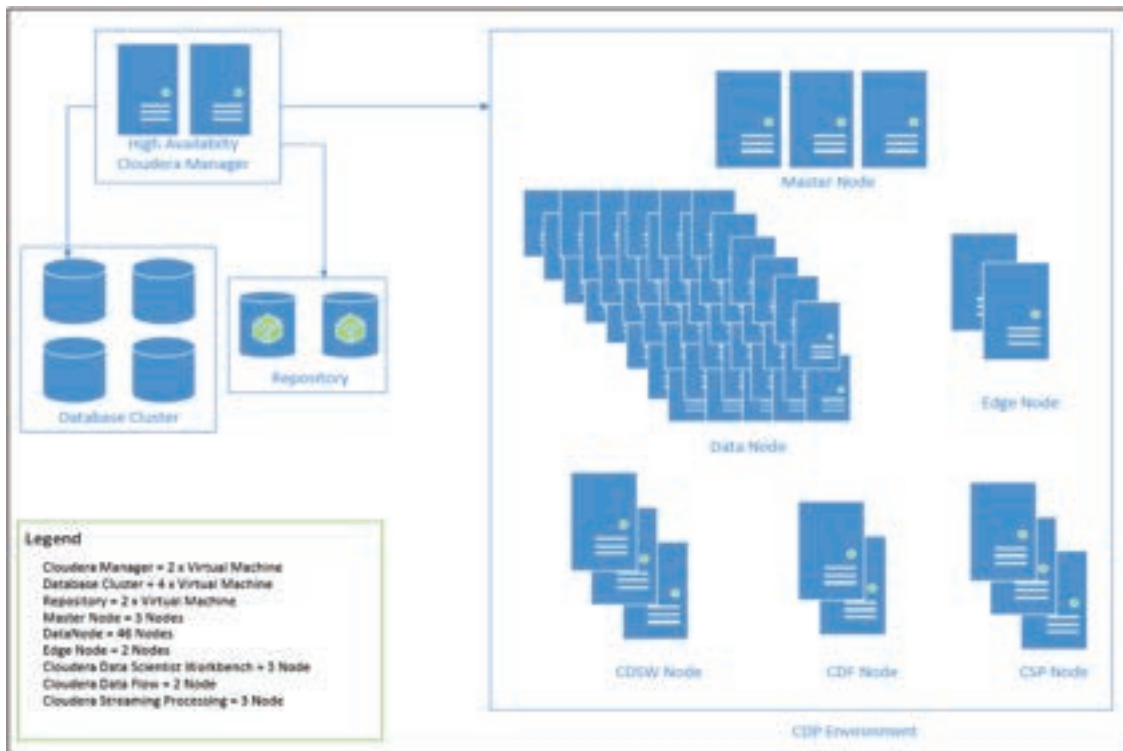 High Availability
Cloudera Manager
Master Node
Database Cluster
Repository
Data Node
Edge Node
CDSW Node
CDF Node
CSP Node
CDP Environment
Legend
Cloudera Manager = 2 x Virtual Machine
Database Cluster = 4 x Virtual Machine
Repository = 2 x Virtual Machine
Master Node = 3 Nodes
DataNode = 46 Nodes
Edge Node = 2 Nodes
Cloudera Data Scientist Workbench = 3 Node
Cloudera Data Flow = 2 Node
Cloudera Streaming Processing = 3 Node